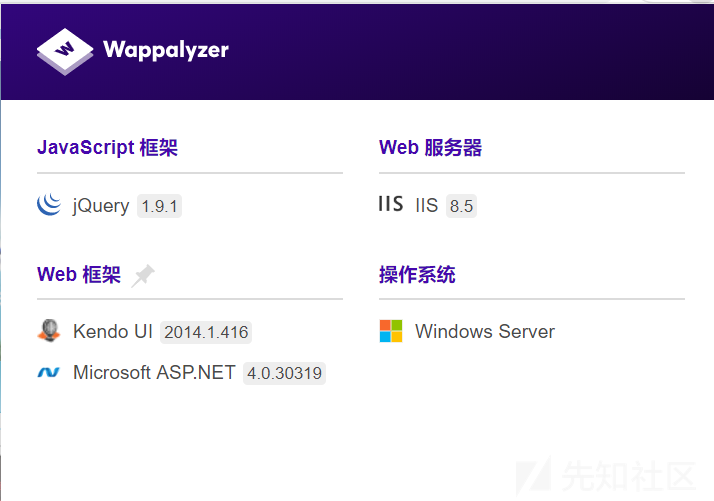 Wappalyzer
JavaScript 框架
jQuery 1.9.1
Web 服务器
IIS IIS 8.5
Web 框架
Kendo UI 2014.1.416
Microsoft ASP.NET 4.0.30319
操作系统
Windows Server
先知社区